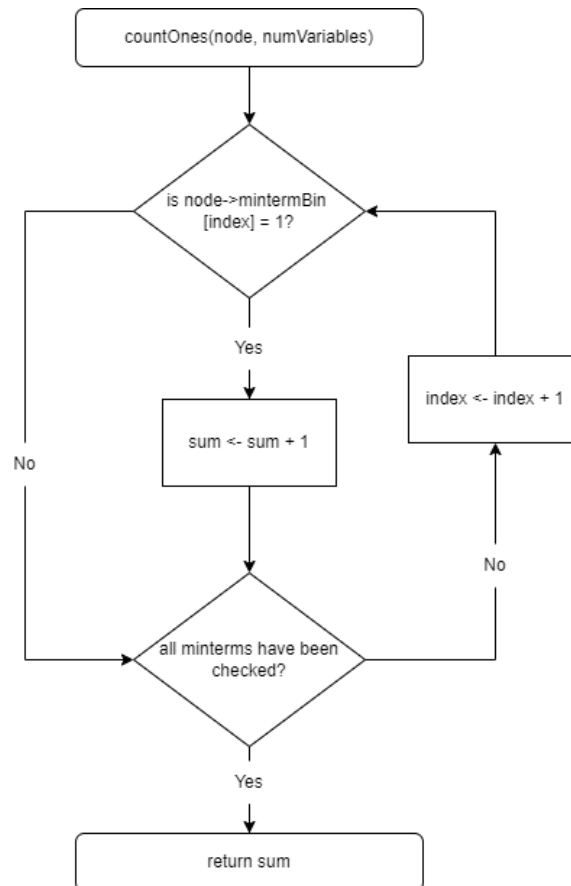 countOnes(node, numVariables)
is node->mintermBin
[index] = 1?
Yes
index <- index + 1
sum <- sum + 1
No
No
all minterms have been
checked?
Yes
return sum